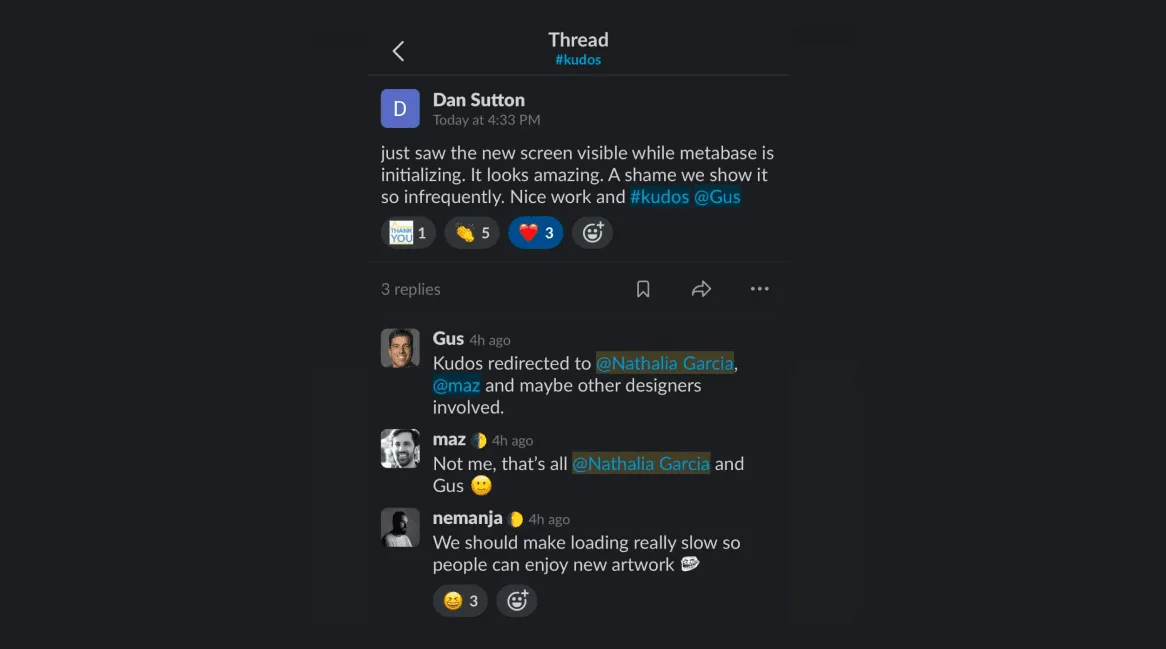 Thread
#kudos
D
Dan Sutton
Today at 4:33 PM
just saw the new screen visible while metabase is
initializing. It looks amazing. A shame we show it
so infrequently. Nice work and #kudos @Gus
THANK
YOU
1
5
3
3 replies
Gus 4h ago
Kudos redirected to @Nathalia Garcia,
@maz and maybe other designers
involved.
maz 4h ago
Not me, that’s all @Nathalia Garcia and
Gus
nemanja 4h ago
We should make loading really slow so
people can enjoy new artwork
3